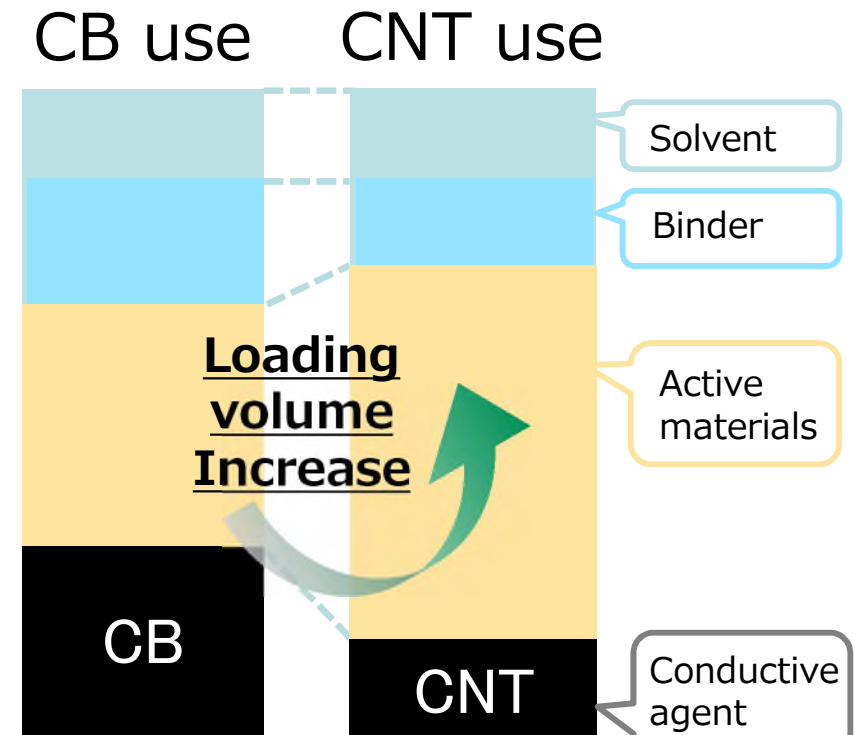 CB use
CNT use
Solvent
Binder
Loading
volume
Increase
Active
materials
CB
CNT
Conductive
agent